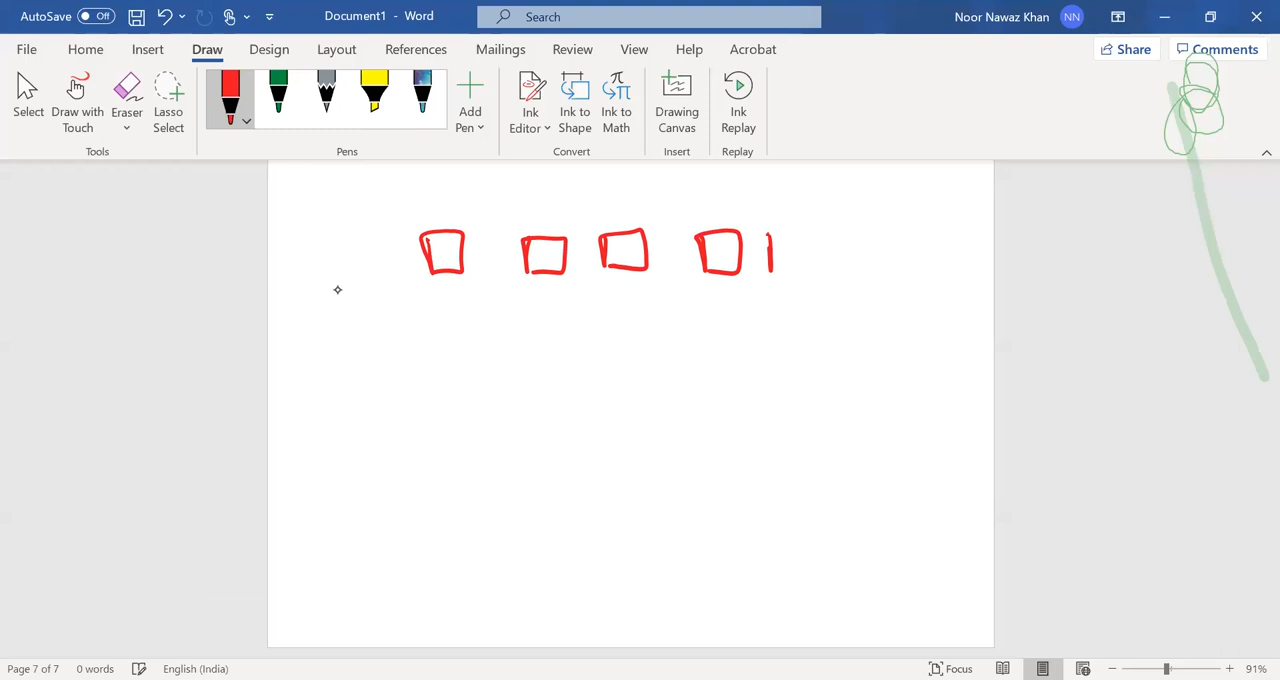 AutoSave Off Document1 - Word Search Noor Nawaz Khan NN
File Home Insert Draw Design Layout References Mailings Review View Help Acrobat Share Comments
Select Draw with Touch Eraser Lasso Select Add Pen Ink Editor Ink to Shape Ink to Math Drawing Canvas Ink Replay
Tools Pens Convert Insert Replay
Page 7 of 7 0 words English (India) Focus 91%